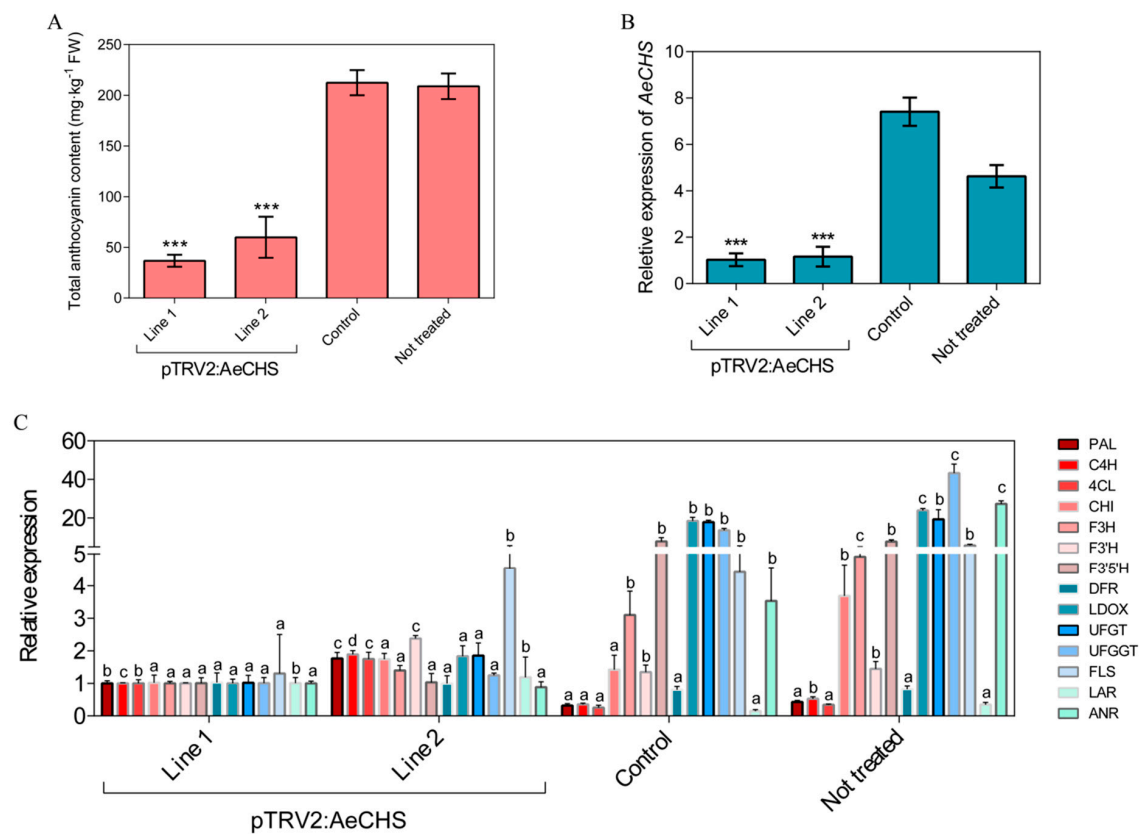 A
Total anthocyanin content (mg·kg⁻¹ FW)
250
200
150
100
50
0
*** ***
Line 1 Line 2 Control Not treated
pTRV2:AeCHS
B
Reletive expression of AeCHS
10
8
6
4
2
0
*** ***
Line 1 Line 2 Control Not treated
pTRV2:AeCHS
C
Relative expression
60
40
20
5
4
3
2
1
0
b c b a a a a a a a a a b a
c d c a a c a a a a a b b a
a a a a b b b a b b b b a b
a b a b c b b a c b c b a c
Line 1 Line 2 Control Not treated
pTRV2:AeCHS
PAL
C4H
4CL
CHI
F3H
F3'H
F3'5'H
DFR
LDOX
UFGT
UFGGT
FLS
LAR
ANR